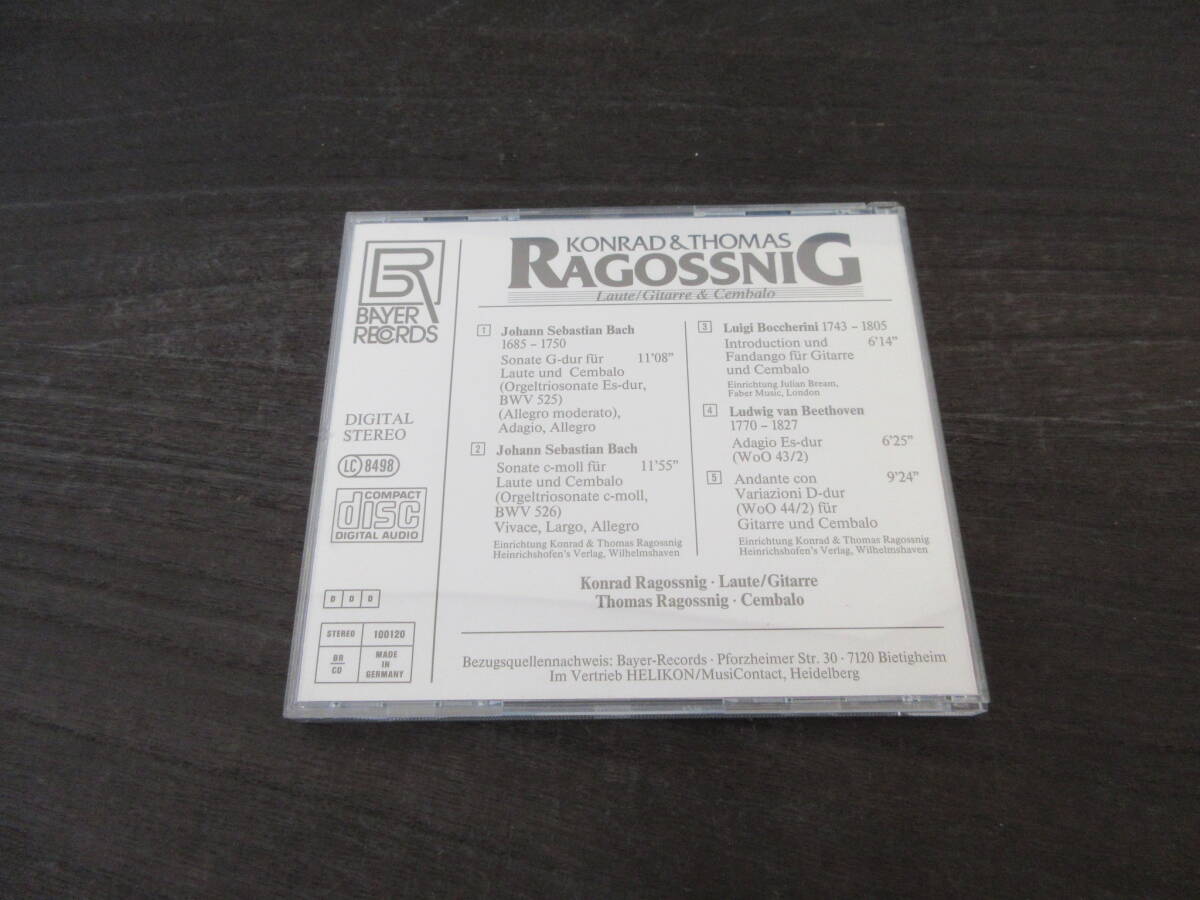 BR
BAYER
RECORDS
DIGITAL
STEREO
LC 8498
COMPACT
disc
DIGITAL AUDIO
D D D
STEREO 100120
BR
CD
MADE
IN
GERMANY
KONRAD & THOMAS
RAGOSSNIG
Laute/Gitarre & Cembalo
1 Johann Sebastian Bach
1685 – 1750
Sonate G-dur für 11'08"
Laute und Cembalo
(Orgeltriosonate Es-dur,
BWV 525)
(Allegro moderato),
Adagio, Allegro
2 Johann Sebastian Bach
Sonate c-moll für 11'55"
Laute und Cembalo
(Orgeltriosonate c-moll,
BWV 526)
Vivace, Largo, Allegro
Einrichtung Konrad & Thomas Ragossnig
Heinrichshofen's Verlag, Wilhelmshaven
3 Luigi Boccherini 1743 – 1805
Introduction und 6'14"
Fandango für Gitarre
und Cembalo
Einrichtung Julian Bream,
Faber Music, London
4 Ludwig van Beethoven
1770 – 1827
Adagio Es-dur 6'25"
(WoO 43/2)
5 Andante con 9'24"
Variazioni D-dur
(WoO 44/2) für
Gitarre und Cembalo
Einrichtung Konrad & Thomas Ragossnig
Heinrichshofen's Verlag, Wilhelmshaven
Konrad Ragossnig · Laute/Gitarre
Thomas Ragossnig · Cembalo
Bezugsquellennachweis: Bayer-Records · Pforzheimer Str. 30 · 7120 Bietigheim
Im Vertrieb HELIKON/MusiContact, Heidelberg